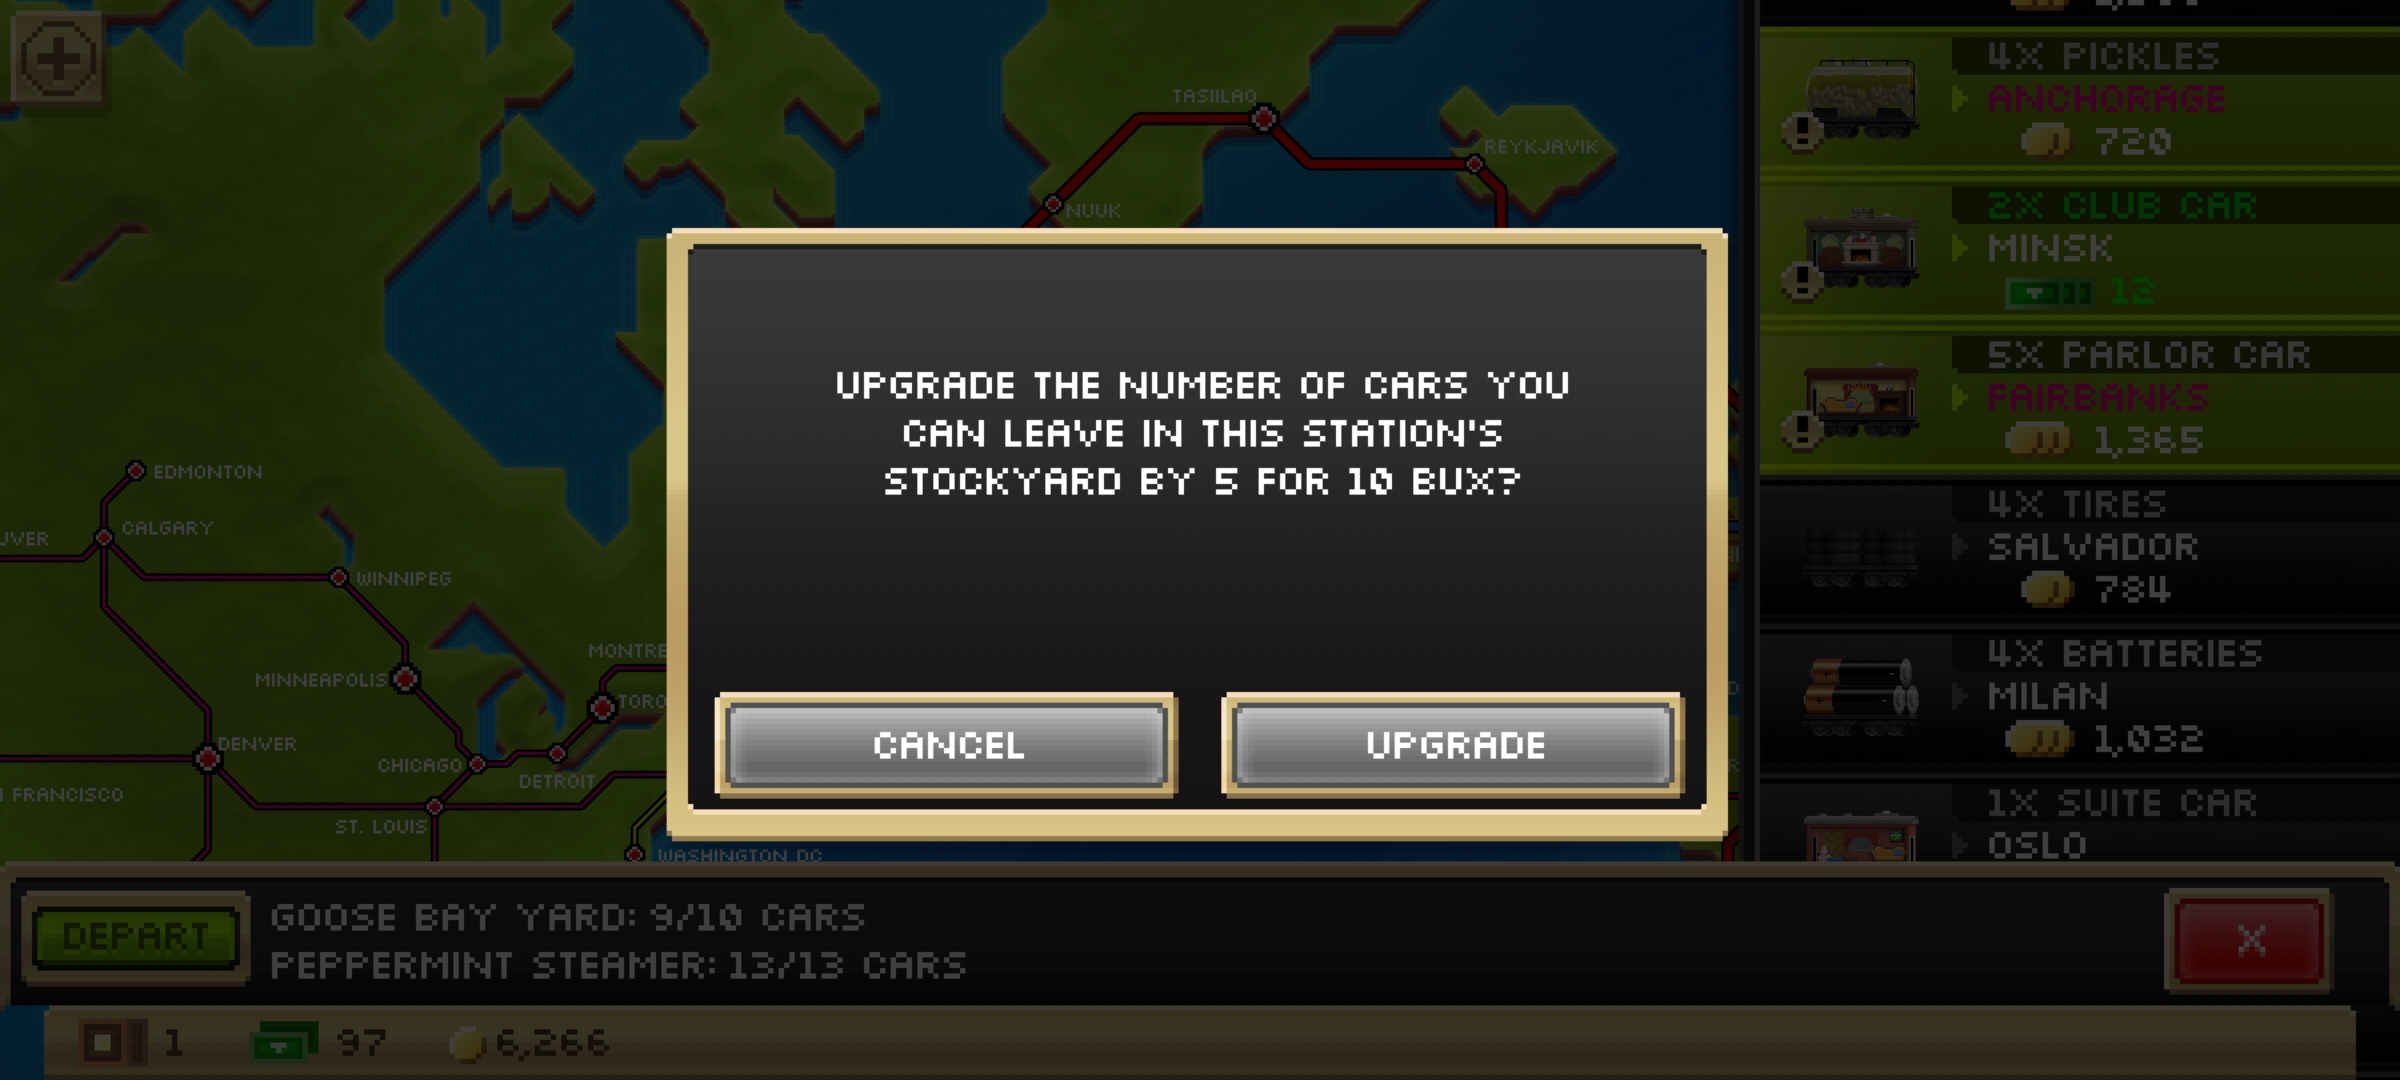 4X PICKLES
ANCHORAGE
720
2X CLUB CAR
MINSK
12
5X PARLOR CAR
FAIRBANKS
1,365
4X TIRES
SALVADOR
784
4X BATTERIES
MILAN
1,032
1X SUITE CAR
OSLO
TASIILAQ
REYKJAVIK
NUUK
EDMONTON
CALGARY
UVER
WINNIPEG
MONTRE
MINNEAPOLIS
TORO
DENVER
CHICAGO
DETROIT
FRANCISCO
ST. LOUIS
WASHINGTON DC
UPGRADE THE NUMBER OF CARS YOU
CAN LEAVE IN THIS STATION'S
STOCKYARD BY 5 FOR 10 BUX?
CANCEL
UPGRADE
DEPART
GOOSE BAY YARD: 9/10 CARS
PEPPERMINT STEAMER: 13/13 CARS
X
1
97
6,266